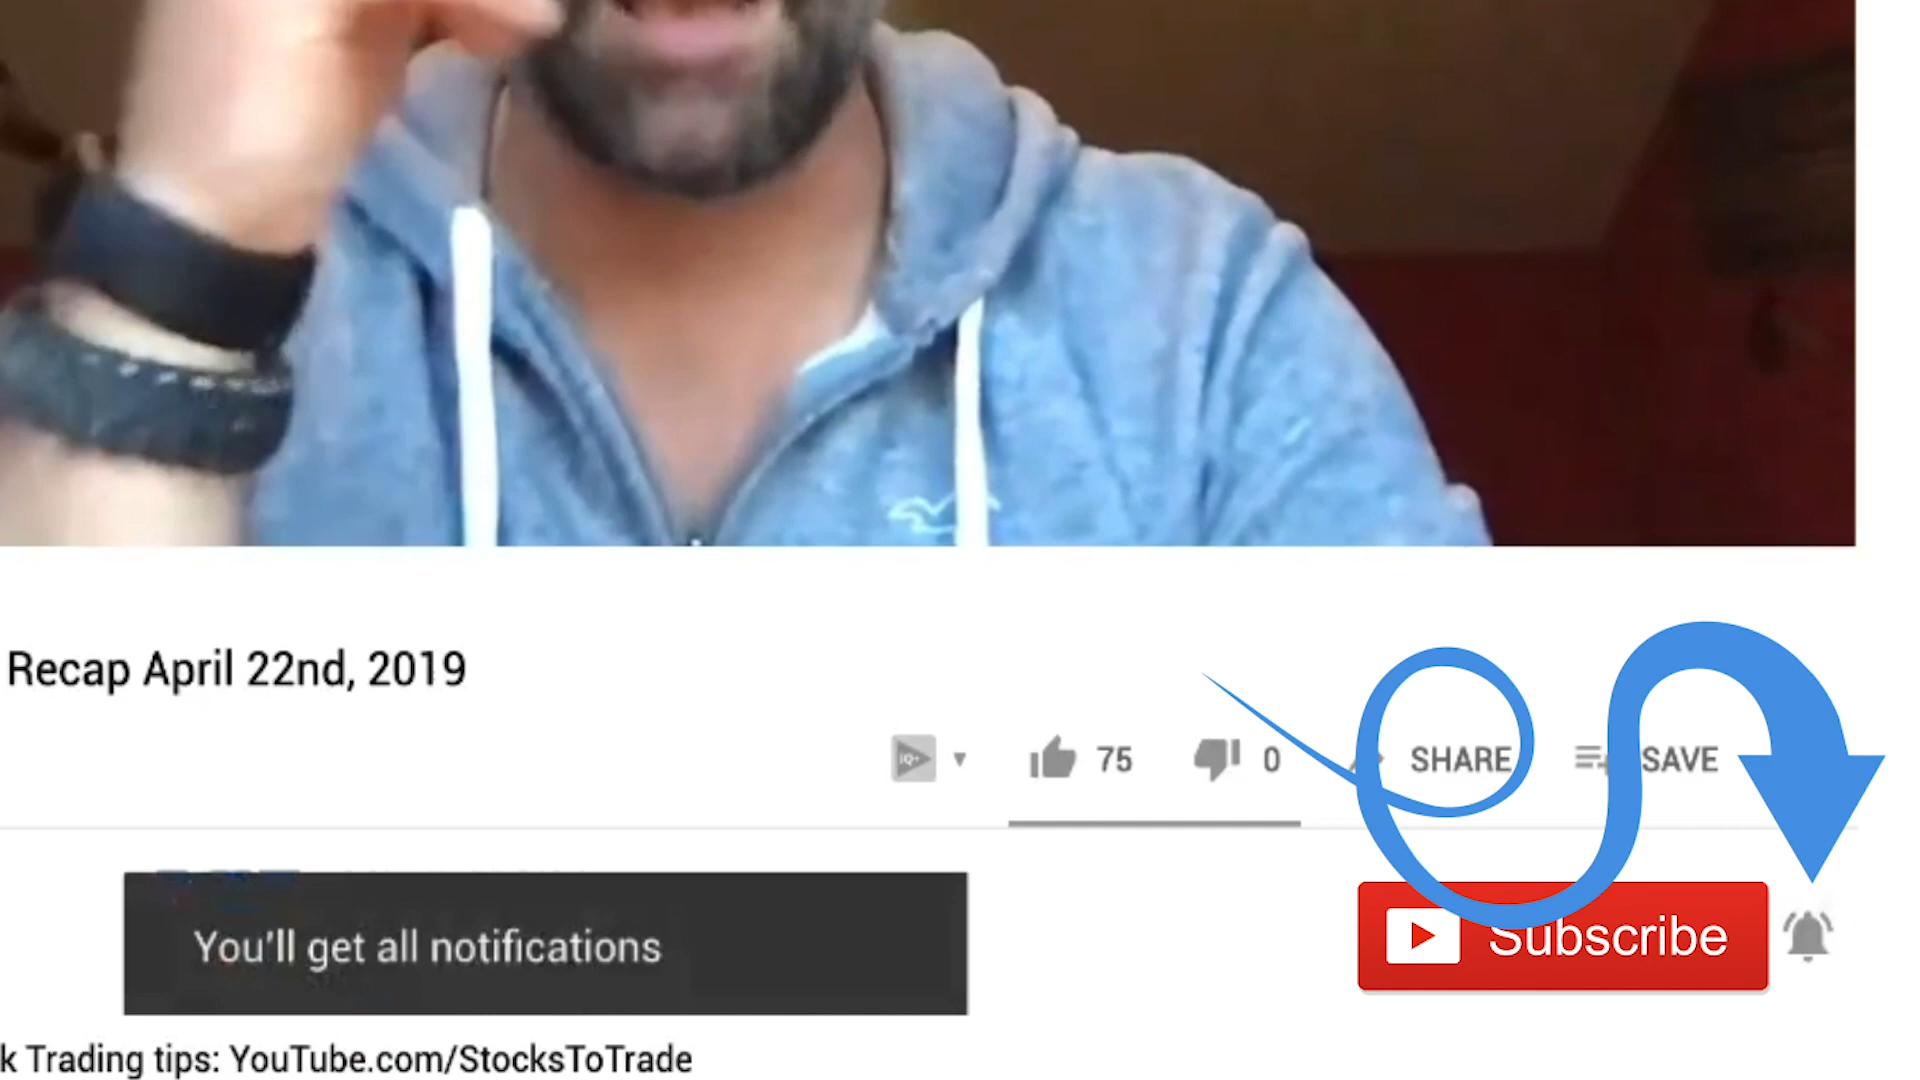 Recap April 22nd, 2019
iQ+ 75 0 SHARE SAVE
You'll get all notifications
Subscribe
k Trading tips: YouTube.com/StocksToTrade